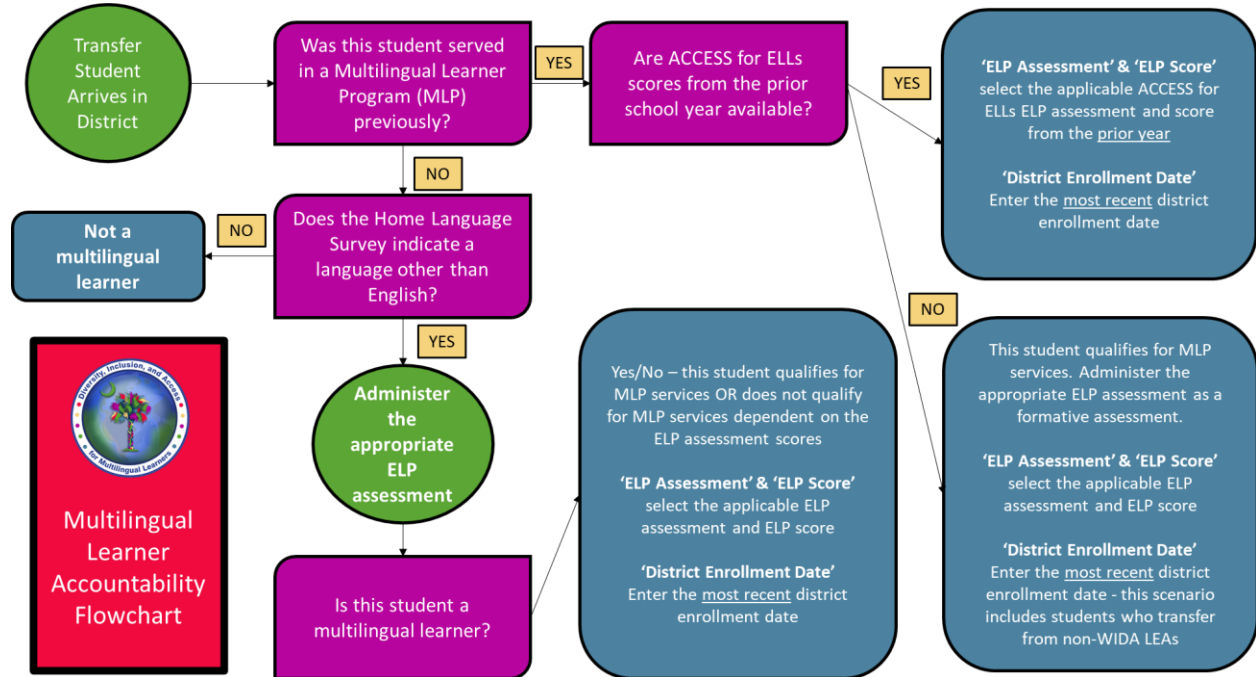 Transfer
Student
Arrives in
District
Was this student served
in a Multilingual Learner
Program (MLP)
previously?
YES
Are ACCESS for ELLs
scores from the prior
school year available?
YES
‘ELP Assessment’ & ‘ELP Score’
select the applicable ACCESS for
ELLs ELP assessment and score
from the prior year
‘District Enrollment Date’
Enter the most recent district
enrollment date
NO
Not a
multilingual
learner
NO
Does the Home Language
Survey indicate a
language other than
English?
YES
NO
Diversity, Inclusion, and Access
for Multilingual Learners
Multilingual
Learner
Accountability
Flowchart
Administer
the
appropriate
ELP
assessment
Is this student a
multilingual learner?
Yes/No – this student qualifies for
MLP services OR does not qualify
for MLP services dependent on the
ELP assessment scores
‘ELP Assessment’ & ‘ELP Score’
select the applicable ELP
assessment and ELP score
‘District Enrollment Date’
Enter the most recent district
enrollment date
This student qualifies for MLP
services. Administer the
appropriate ELP assessment as a
formative assessment.
‘ELP Assessment’ & ‘ELP Score’
select the applicable ELP
assessment and ELP score
‘District Enrollment Date’
Enter the most recent district
enrollment date - this scenario
includes students who transfer
from non-WIDA LEAs